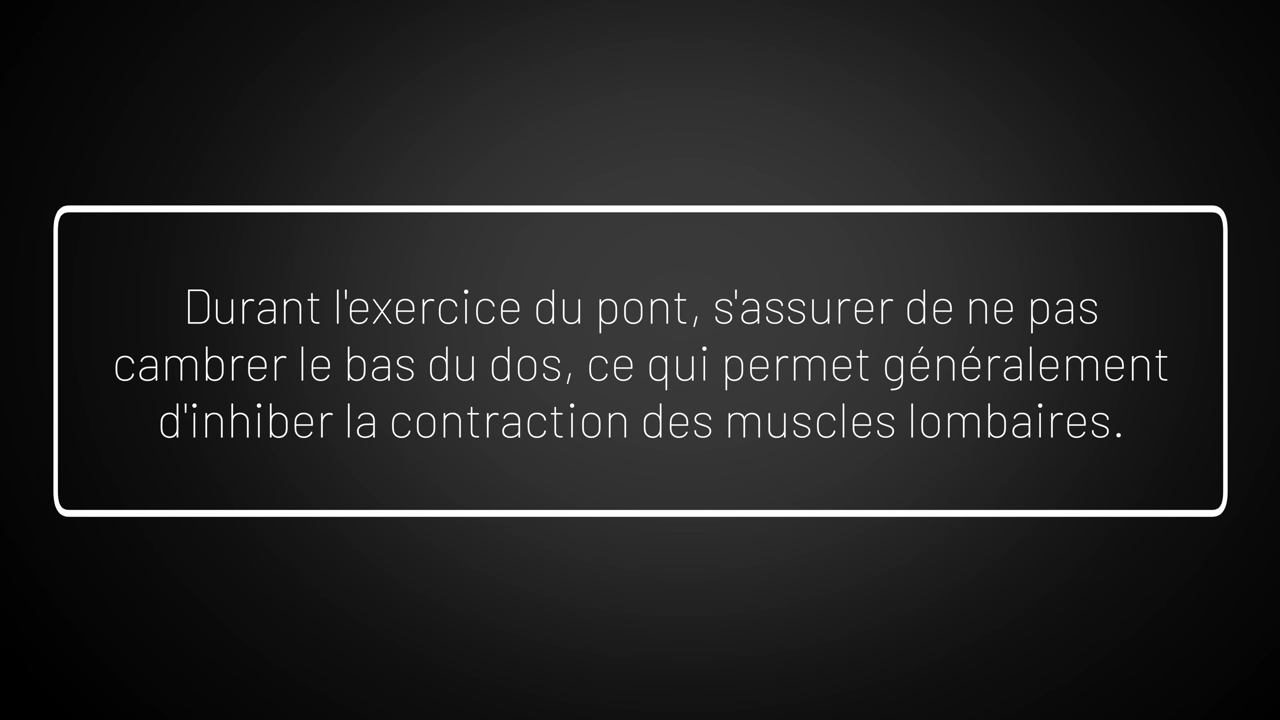 Durant l'exercice du pont, s'assurer de ne pas
cambrer le bas du dos, ce qui permet généralement
d'inhiber la contraction des muscles lombaires.